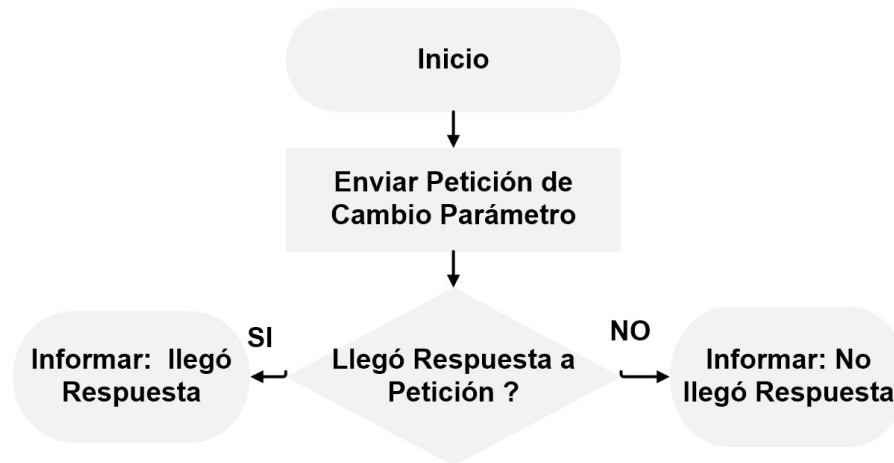 Inicio
Enviar Petición de
Cambio Parámetro
SI
NO
Informar: llegó
Respuesta
Llegó Respuesta a
Petición ?
Informar: No
llegó Respuesta